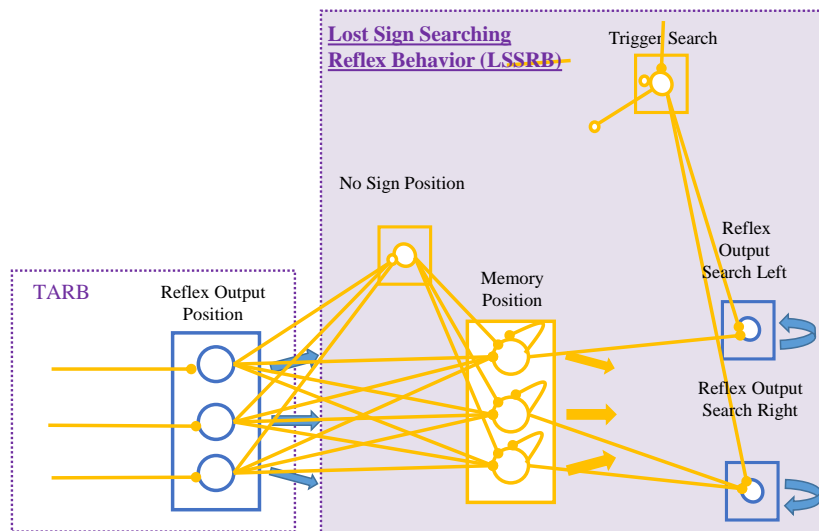 Lost Sign Searching
Reflex Behavior (LSSRB)
Trigger Search
No Sign Position
Reflex
Output
Search Left
TARB
Reflex Output
Position
Memory
Position
Reflex Output
Search Right